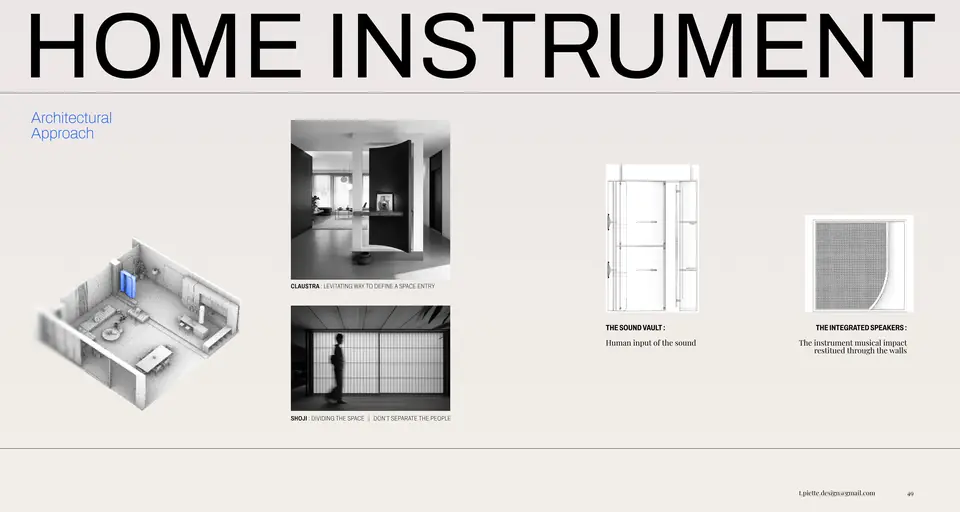 HOME INSTRUMENT
Architectural
Approach
CLAUSTRA : LEVITATING WAY TO DEFINE A SPACE ENTRY
SHOJI : DIVIDING THE SPACE | DON'T SEPARATE THE PEOPLE
THE SOUND VAULT :
Human input of the sound
THE INTEGRATED SPEAKERS :
The instrument musical impact
restitued through the walls
t.piette.design@gmail.com
49